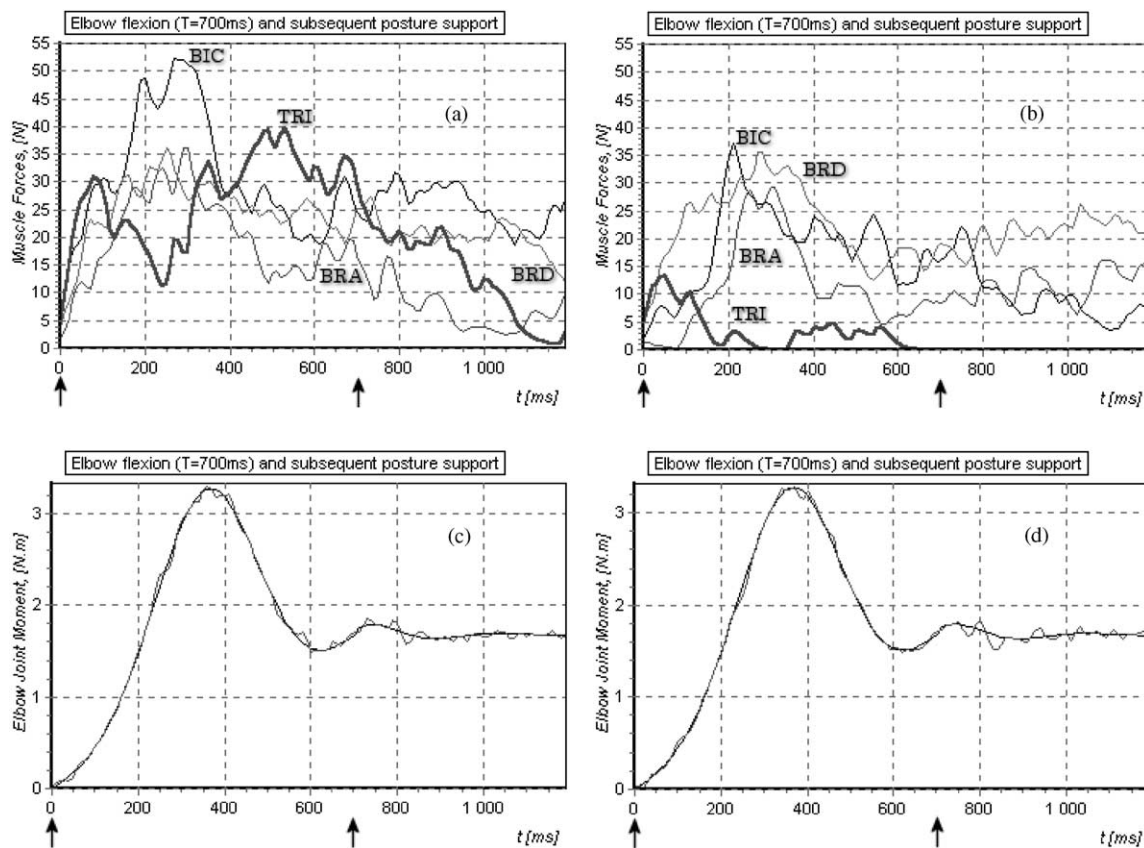 Elbow flexion (T=700ms) and subsequent posture support
Muscle Forces, [N]
55
50
45
40
35
30
25
20
15
10
5
0
BIC
TRI
(a)
BRA
BRD
0 200 400 600 800 1 000
t [ms]
Elbow flexion (T=700ms) and subsequent posture support
Muscle Forces, [N]
55
50
45
40
35
30
25
20
15
10
5
0
(b)
BIC
BRD
BRA
TRI
0 200 400 600 800 1 000
t [ms]
Elbow flexion (T=700ms) and subsequent posture support
Elbow Joint Moment, [N.m]
3
2
1
0
(c)
0 200 400 600 800 1 000
t [ms]
Elbow flexion (T=700ms) and subsequent posture support
Elbow Joint Moment, [N.m]
3
2
1
0
(d)
0 200 400 600 800 1 000
t [ms]